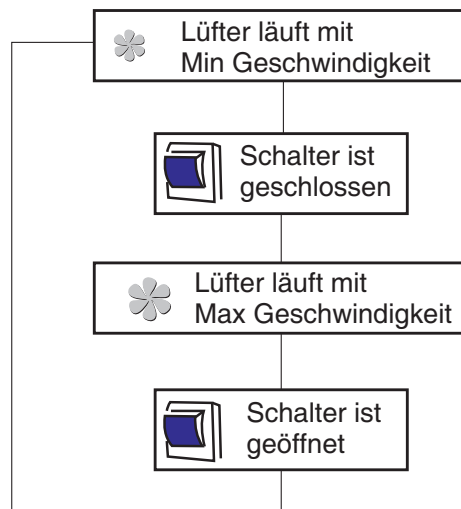 Lüfter läuft mit
Min Geschwindigkeit
Schalter ist
geschlossen
Lüfter läuft mit
Max Geschwindigkeit
Schalter ist
geöffnet